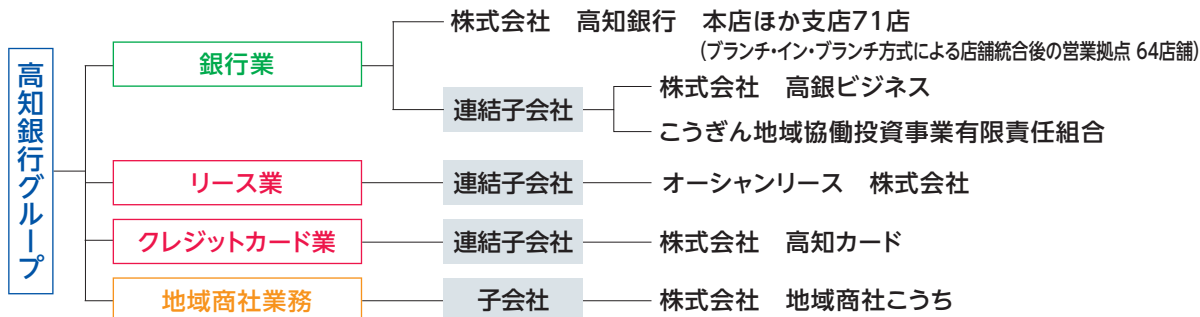 高知銀行グループ
銀行業
株式会社　高知銀行　本店ほか支店71店
(ブランチ・イン・ブランチ方式による店舗統合後の営業拠点 64店舗)
連結子会社
株式会社　高銀ビジネス
こうぎん地域協働投資事業有限責任組合
リース業
連結子会社
オーシャンリース　株式会社
クレジットカード業
連結子会社
株式会社　高知カード
地域商社業務
子会社
株式会社　地域商社こうち